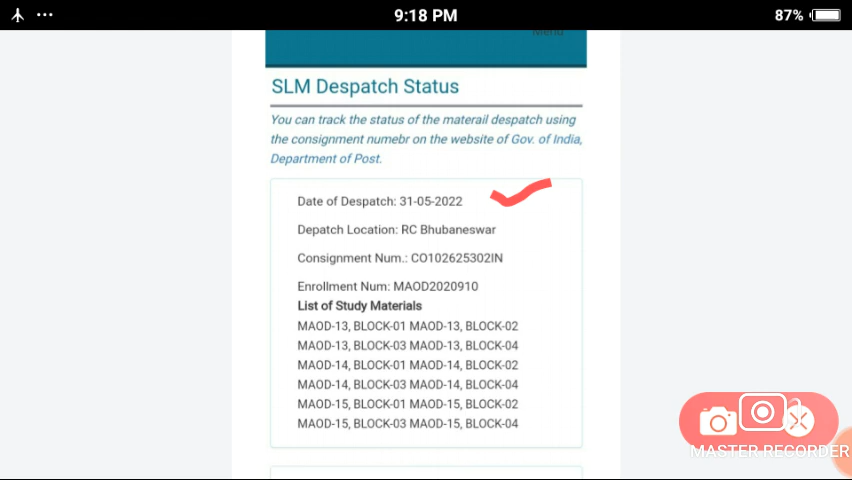 9:18 PM
87%
Menu
SLM Despatch Status
You can track the status of the materail despatch using
the consignment numebr on the website of Gov. of India,
Department of Post.
Date of Despatch: 31-05-2022
Depatch Location: RC Bhubaneswar
Consignment Num.: CO102625302IN
Enrollment Num: MAOD2020910
List of Study Materials
MAOD-13, BLOCK-01 MAOD-13, BLOCK-02
MAOD-13, BLOCK-03 MAOD-13, BLOCK-04
MAOD-14, BLOCK-01 MAOD-14, BLOCK-02
MAOD-14, BLOCK-03 MAOD-14, BLOCK-04
MAOD-15, BLOCK-01 MAOD-15, BLOCK-02
MAOD-15, BLOCK-03 MAOD-15, BLOCK-04
MASTER RECORDER